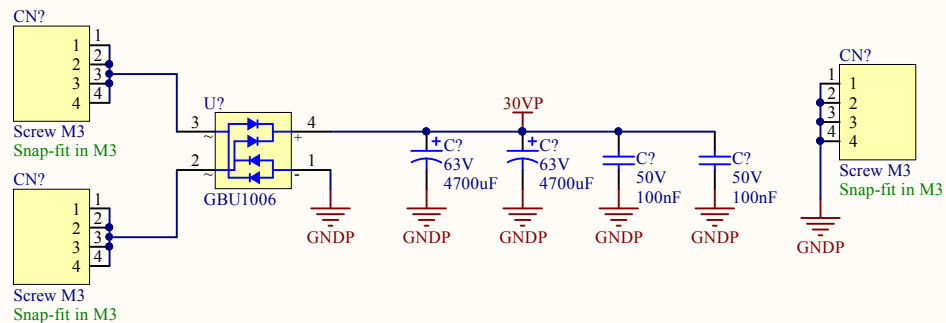 CN?
1
1
2
2
3
3
4
4
Screw M3
Snap-fit in M3
CN?
1
1
2
2
3
3
4
4
Screw M3
Snap-fit in M3
U?
3
~
2
~
4
+
1
-
GBU1006
GNDP
30VP
+
C?
63V
4700uF
GNDP
+
C?
63V
4700uF
GNDP
C?
50V
100nF
GNDP
C?
50V
100nF
GNDP
CN?
1
1
2
2
3
3
4
4
Screw M3
Snap-fit in M3
GNDP